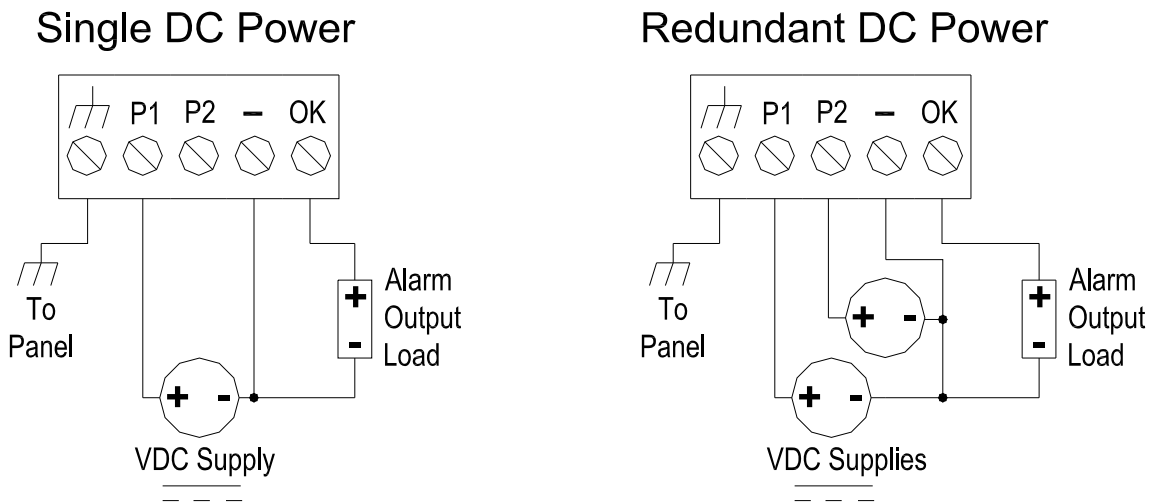 Single DC Power
P1 P2 – OK
To
Panel
+ -
+
-
Alarm
Output
Load
VDC Supply
Redundant DC Power
P1 P2 – OK
To
Panel
+ -
+ -
+
-
Alarm
Output
Load
VDC Supplies